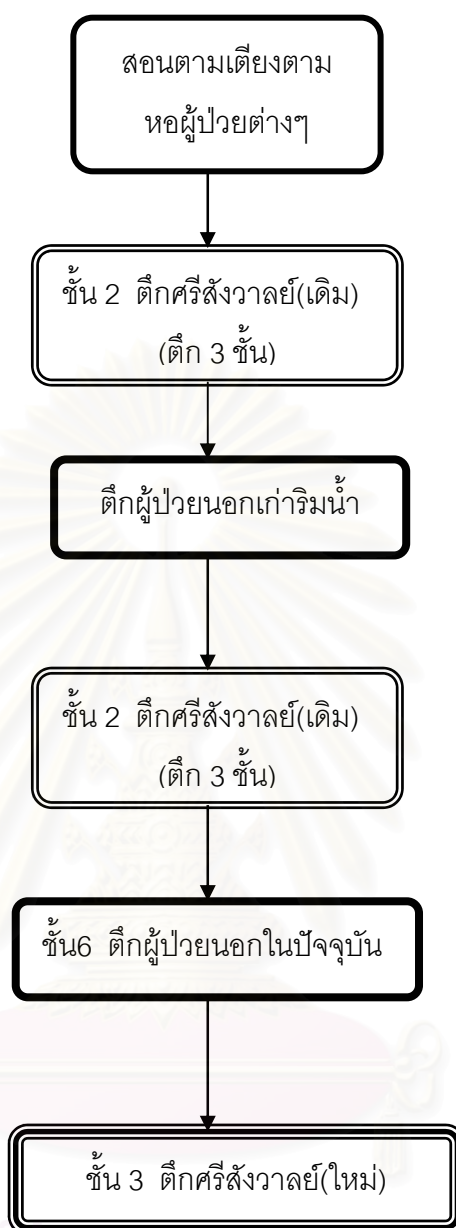 สอนตามเตียงตาม
หอผู้ป่วยต่างๆ
ชั้น 2 ตึกศรีสังวาลย์(เดิม)
(ตึก 3 ชั้น)
ตึกผู้ป่วยนอกเก่าริมน้ำ
ชั้น 2 ตึกศรีสังวาลย์(เดิม)
(ตึก 3 ชั้น)
ชั้น6 ตึกผู้ป่วยนอกในปัจจุบัน
ชั้น 3 ตึกศรีสังวาลย์(ใหม่)